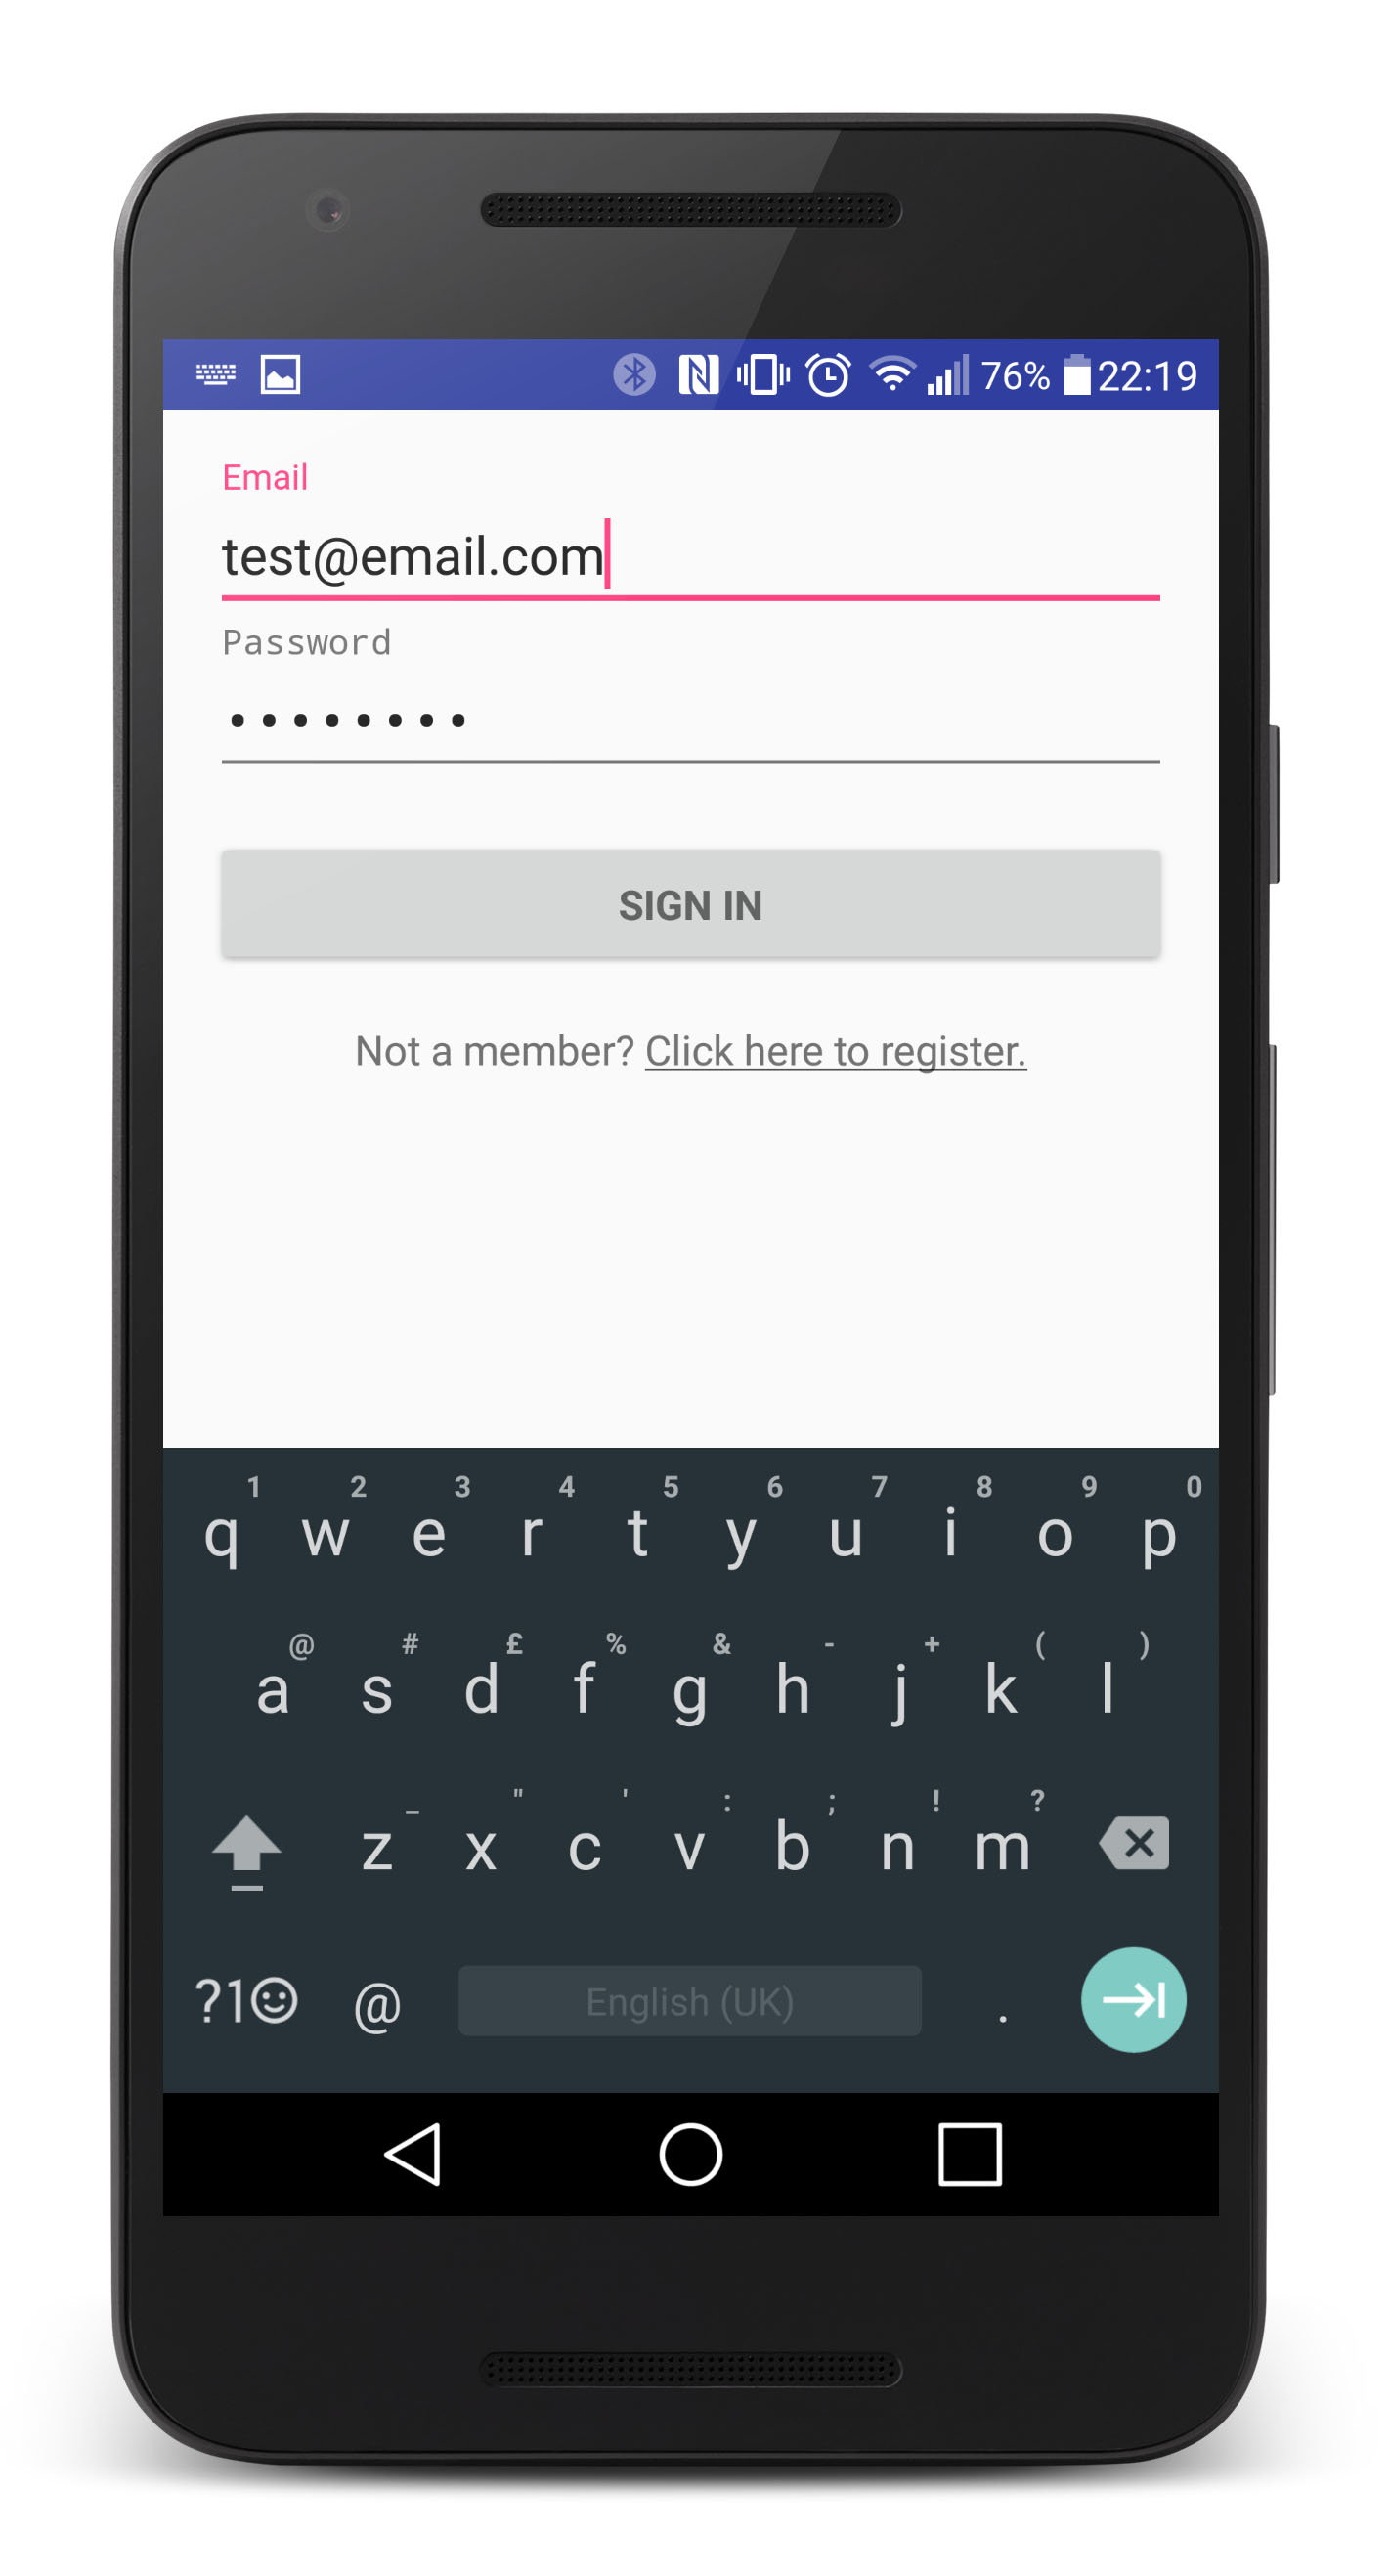 76% 22:19
Email
test@email.com
Password
••••••••
SIGN IN
Not a member? Click here to register.
1 2 3 4 5 6 7 8 9 0
q w e r t y u i o p
@ # £ % & - + ( )
a s d f g h j k l
_ " ' : ; ! ?
z x c v b n m
?1☺ @ English (UK) .